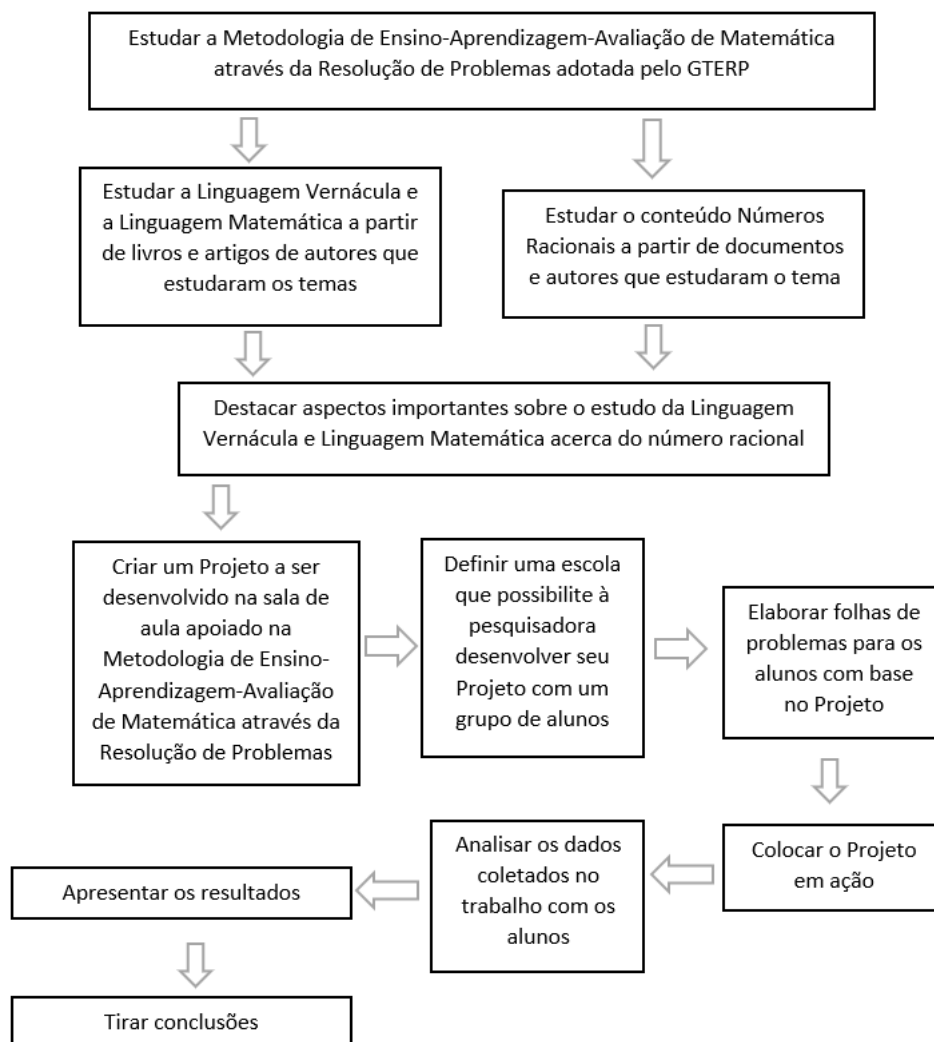 Estudar a Metodologia de Ensino-Aprendizagem-Avaliação de Matemática
através da Resolução de Problemas adotada pelo GTERP
Estudar a Linguagem Vernácula e
a Linguagem Matemática a partir
de livros e artigos de autores que
estudaram os temas
Estudar o conteúdo Números
Racionais a partir de documentos
e autores que estudaram o tema
Destacar aspectos importantes sobre o estudo da Linguagem
Vernácula e Linguagem Matemática acerca do número racional
Criar um Projeto a ser
desenvolvido na sala de
aula apoiado na
Metodologia de Ensino-
Aprendizagem-Avaliação
de Matemática através da
Resolução de Problemas
Definir uma escola
que possibilite à
pesquisadora
desenvolver seu
Projeto com um
grupo de alunos
Elaborar folhas de
problemas para os
alunos com base
no Projeto
Colocar o Projeto
em ação
Analisar os dados
coletados no
trabalho com os
alunos
Apresentar os resultados
Tirar conclusões